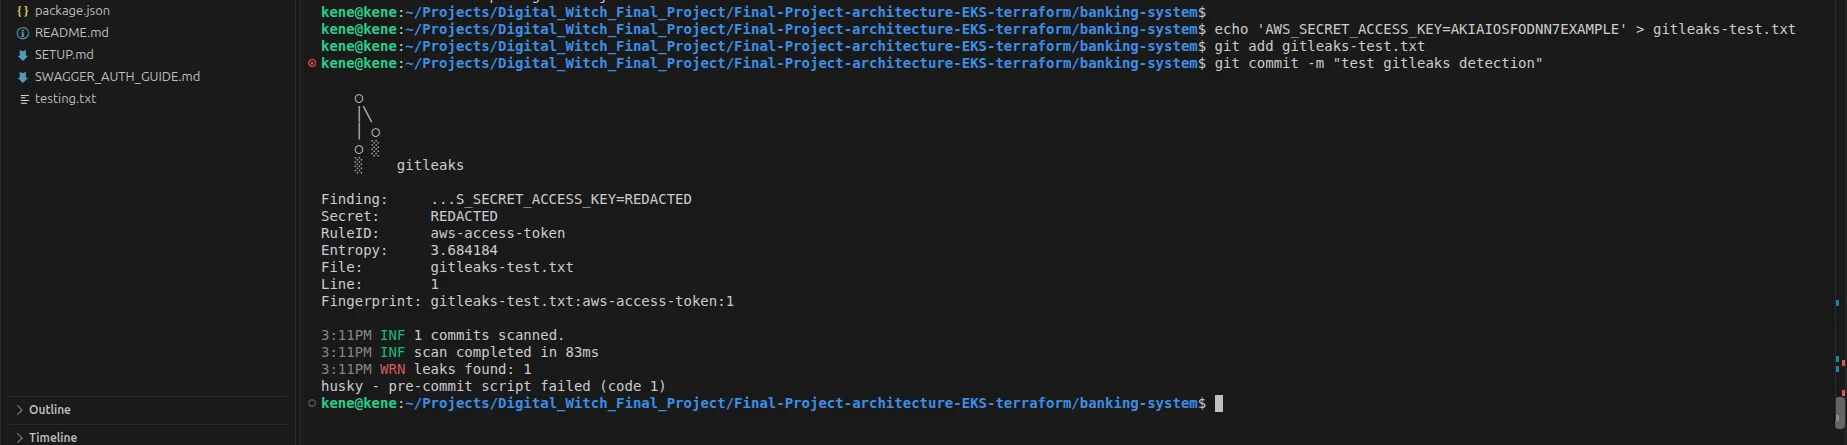 package.json
README.md
SETUP.md
SWAGGER_AUTH_GUIDE.md
testing.txt
Outline
Timeline
kene@kene:~/Projects/Digital_Witch_Final_Project/Final-Project-architecture-EKS-terraform/banking-system$
kene@kene:~/Projects/Digital_Witch_Final_Project/Final-Project-architecture-EKS-terraform/banking-system$ echo 'AWS_SECRET_ACCESS_KEY=AKIAIOSFODNN7EXAMPLE' > gitleaks-test.txt
kene@kene:~/Projects/Digital_Witch_Final_Project/Final-Project-architecture-EKS-terraform/banking-system$ git add gitleaks-test.txt
kene@kene:~/Projects/Digital_Witch_Final_Project/Final-Project-architecture-EKS-terraform/banking-system$ git commit -m "test gitleaks detection"
gitleaks
Finding: ...S_SECRET_ACCESS_KEY=REDACTED
Secret: REDACTED
RuleID: aws-access-token
Entropy: 3.684184
File: gitleaks-test.txt
Line: 1
Fingerprint: gitleaks-test.txt:aws-access-token:1
3:11PM INF 1 commits scanned.
3:11PM INF scan completed in 83ms
3:11PM WRN leaks found: 1
husky - pre-commit script failed (code 1)
kene@kene:~/Projects/Digital_Witch_Final_Project/Final-Project-architecture-EKS-terraform/banking-system$